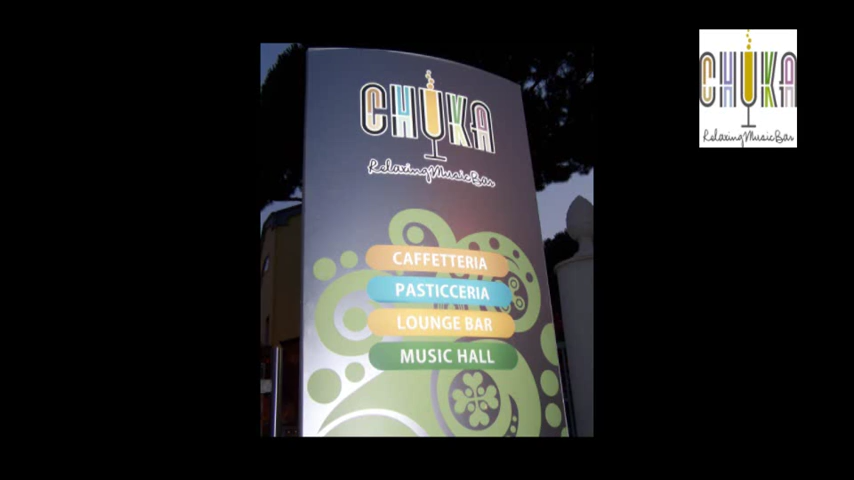 CHUKA
RelaxingMusicBar
CAFFETTERIA
PASTICCERIA
LOUNGE BAR
MUSIC HALL
CHUKA
RelaxingMusicBar